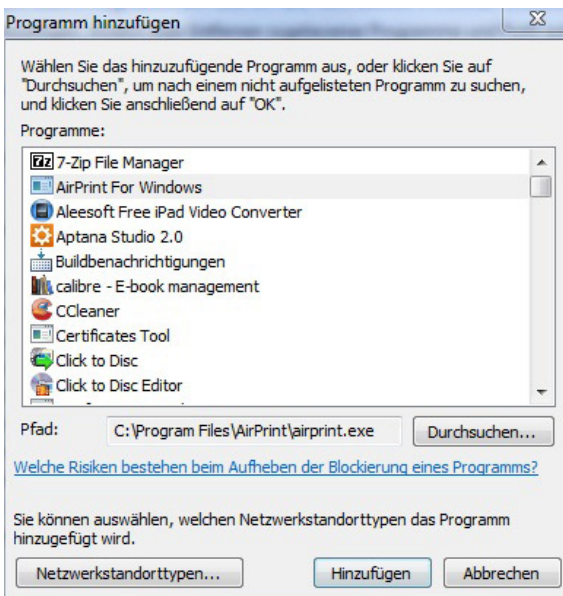 Programm hinzufügen
Wählen Sie das hinzuzufügende Programm aus, oder klicken Sie auf
"Durchsuchen", um nach einem nicht aufgelisteten Programm zu suchen,
und klicken Sie anschließend auf "OK".
Programme:
7-Zip File Manager
AirPrint For Windows
Aleesoft Free iPad Video Converter
Aptana Studio 2.0
Buildbenachrichtigungen
calibre - E-book management
CCleaner
Certificates Tool
Click to Disc
Click to Disc Editor
Pfad: C:\Program Files\AirPrint\airprint.exe Durchsuchen...
Welche Risiken bestehen beim Aufheben der Blockierung eines Programms?
Sie können auswählen, welchen Netzwerkstandorttypen das Programm
hinzugefügt wird.
Netzwerkstandorttypen... Hinzufügen Abbrechen